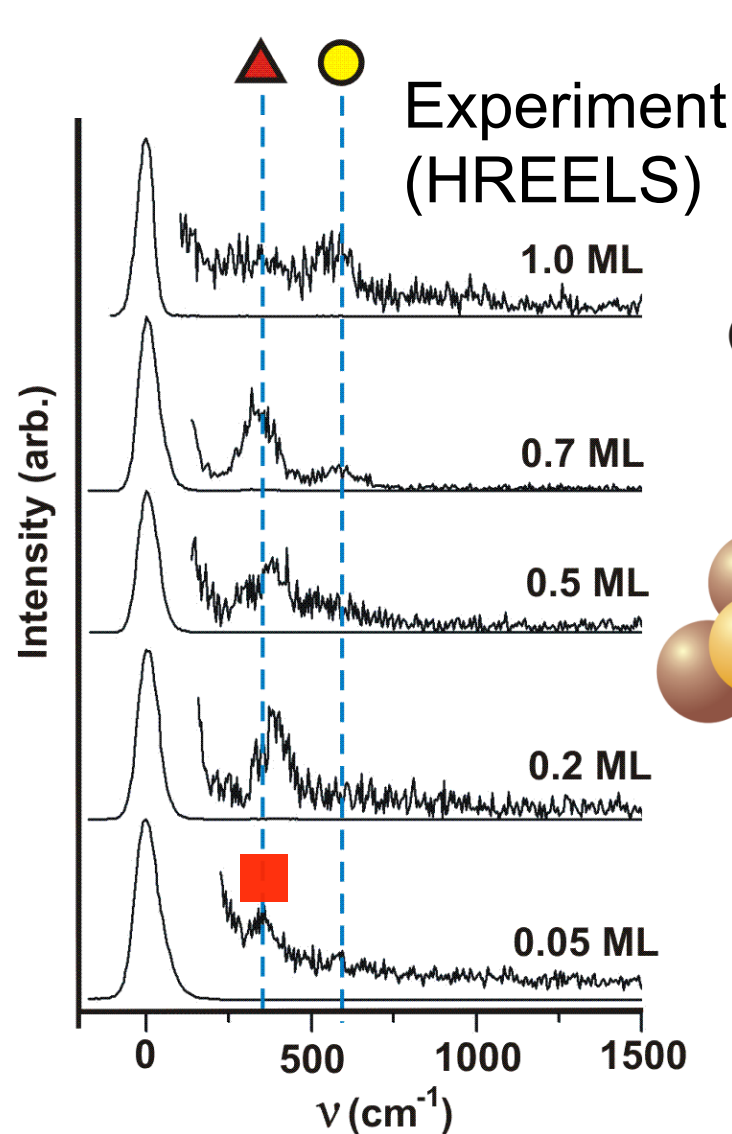 Experiment
(HREELS)
1.0 ML
0.7 ML
0.5 ML
0.2 ML
0.05 ML
Intensity (arb.)
0 500 1000 1500
ν (cm⁻¹)